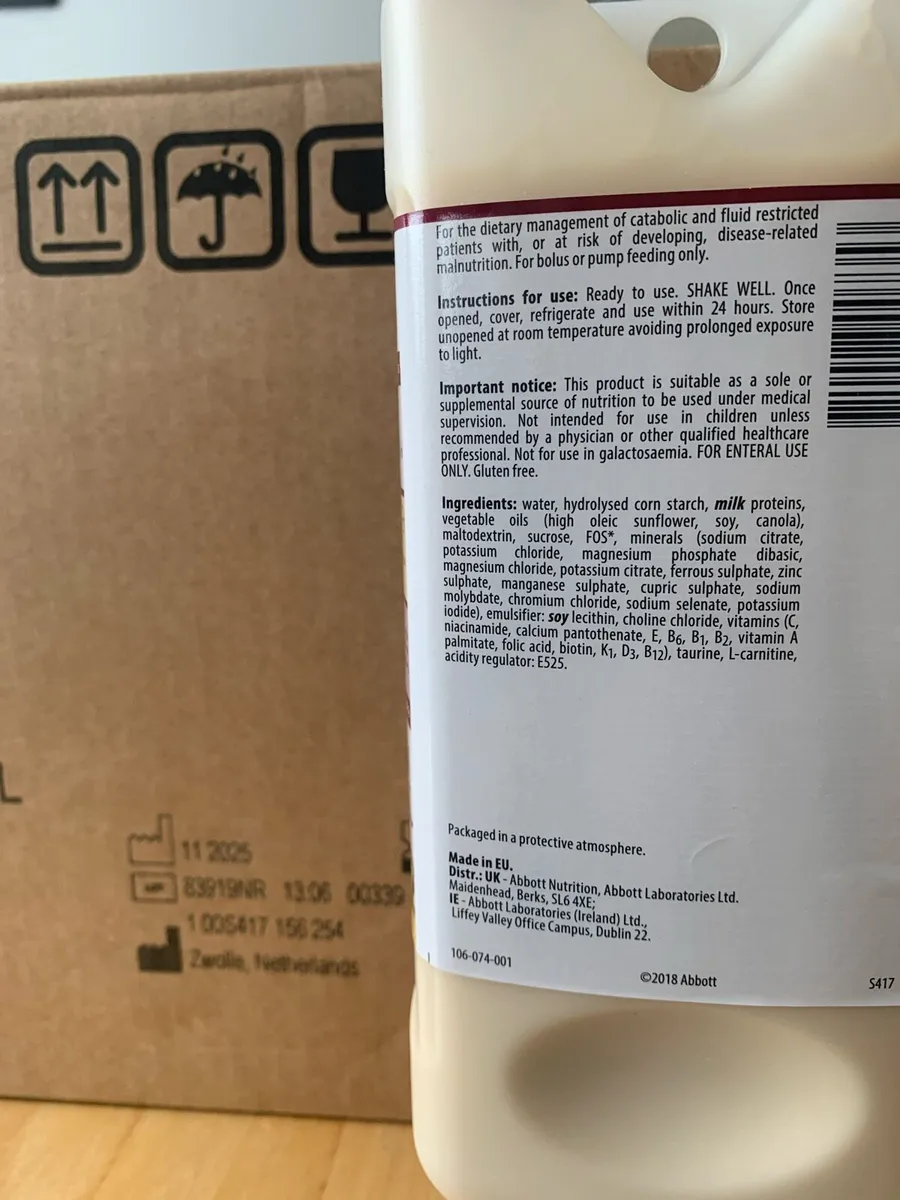 For the dietary management of catabolic and fluid restricted
patients with, or at risk of developing, disease-related
malnutrition. For bolus or pump feeding only.
Instructions for use: Ready to use. SHAKE WELL. Once
opened, cover, refrigerate and use within 24 hours. Store
unopened at room temperature avoiding prolonged exposure
to light.
Important notice: This product is suitable as a sole or
supplemental source of nutrition to be used under medical
supervision. Not intended for use in children unless
recommended by a physician or other qualified healthcare
professional. Not for use in galactosaemia. FOR ENTERAL USE
ONLY. Gluten free.
Ingredients: water, hydrolysed corn starch, milk proteins,
vegetable oils (high oleic sunflower, soy, canola),
maltodextrin, sucrose, FOS*, minerals (sodium citrate,
potassium chloride, magnesium phosphate dibasic,
magnesium chloride, potassium citrate, ferrous sulphate, zinc
sulphate, manganese sulphate, cupric sulphate, sodium
molybdate, chromium chloride, sodium selenate, potassium
iodide), emulsifier: soy lecithin, choline chloride, vitamins (C,
niacinamide, calcium pantothenate, E, B6, B1, B2, vitamin A
palmitate, folic acid, biotin, K1, D3, B12), taurine, L-carnitine,
acidity regulator: E525.
Packaged in a protective atmosphere.
Made in EU.
Distr.: UK - Abbott Nutrition, Abbott Laboratories Ltd.
Maidenhead, Berks, SL6 4XE;
IE - Abbott Laboratories (Ireland) Ltd.,
Liffey Valley Office Campus, Dublin 22.
106-074-001
©2018 Abbott
S417
L
11 2025
83919NR 13:06 00339
1 005417 156 254
Zwolle, Netherlands